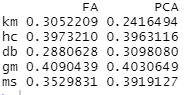 FA PCA
km 0.3052209 0.2416494
hc 0.3973210 0.3963116
db 0.2880628 0.3098080
gm 0.4090439 0.4030649
ms 0.3529831 0.3919127